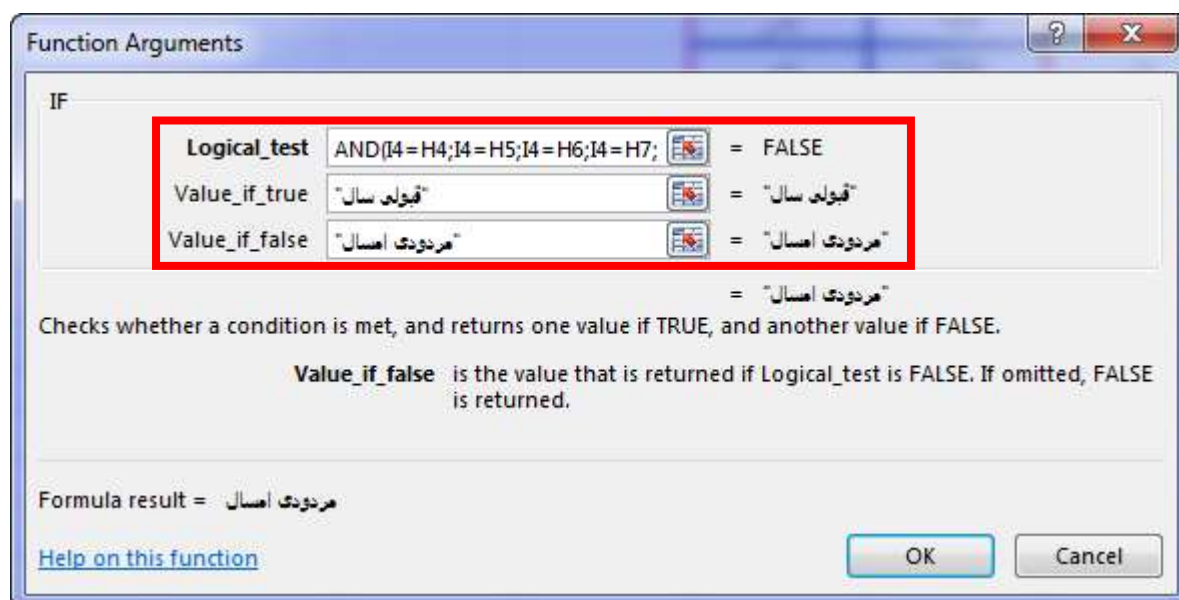 Function Arguments
IF
Logical_test AND(I4=H4;I4=H5;I4=H6;I4=H7; = FALSE
Value_if_true "قبولی سال" = "قبولی سال"
Value_if_false "مردودی امسال" = "مردودی امسال"
= "مردودی امسال"
Checks whether a condition is met, and returns one value if TRUE, and another value if FALSE.
Value_if_false is the value that is returned if Logical_test is FALSE. If omitted, FALSE
is returned.
Formula result = مردودی امسال
Help on this function OK Cancel